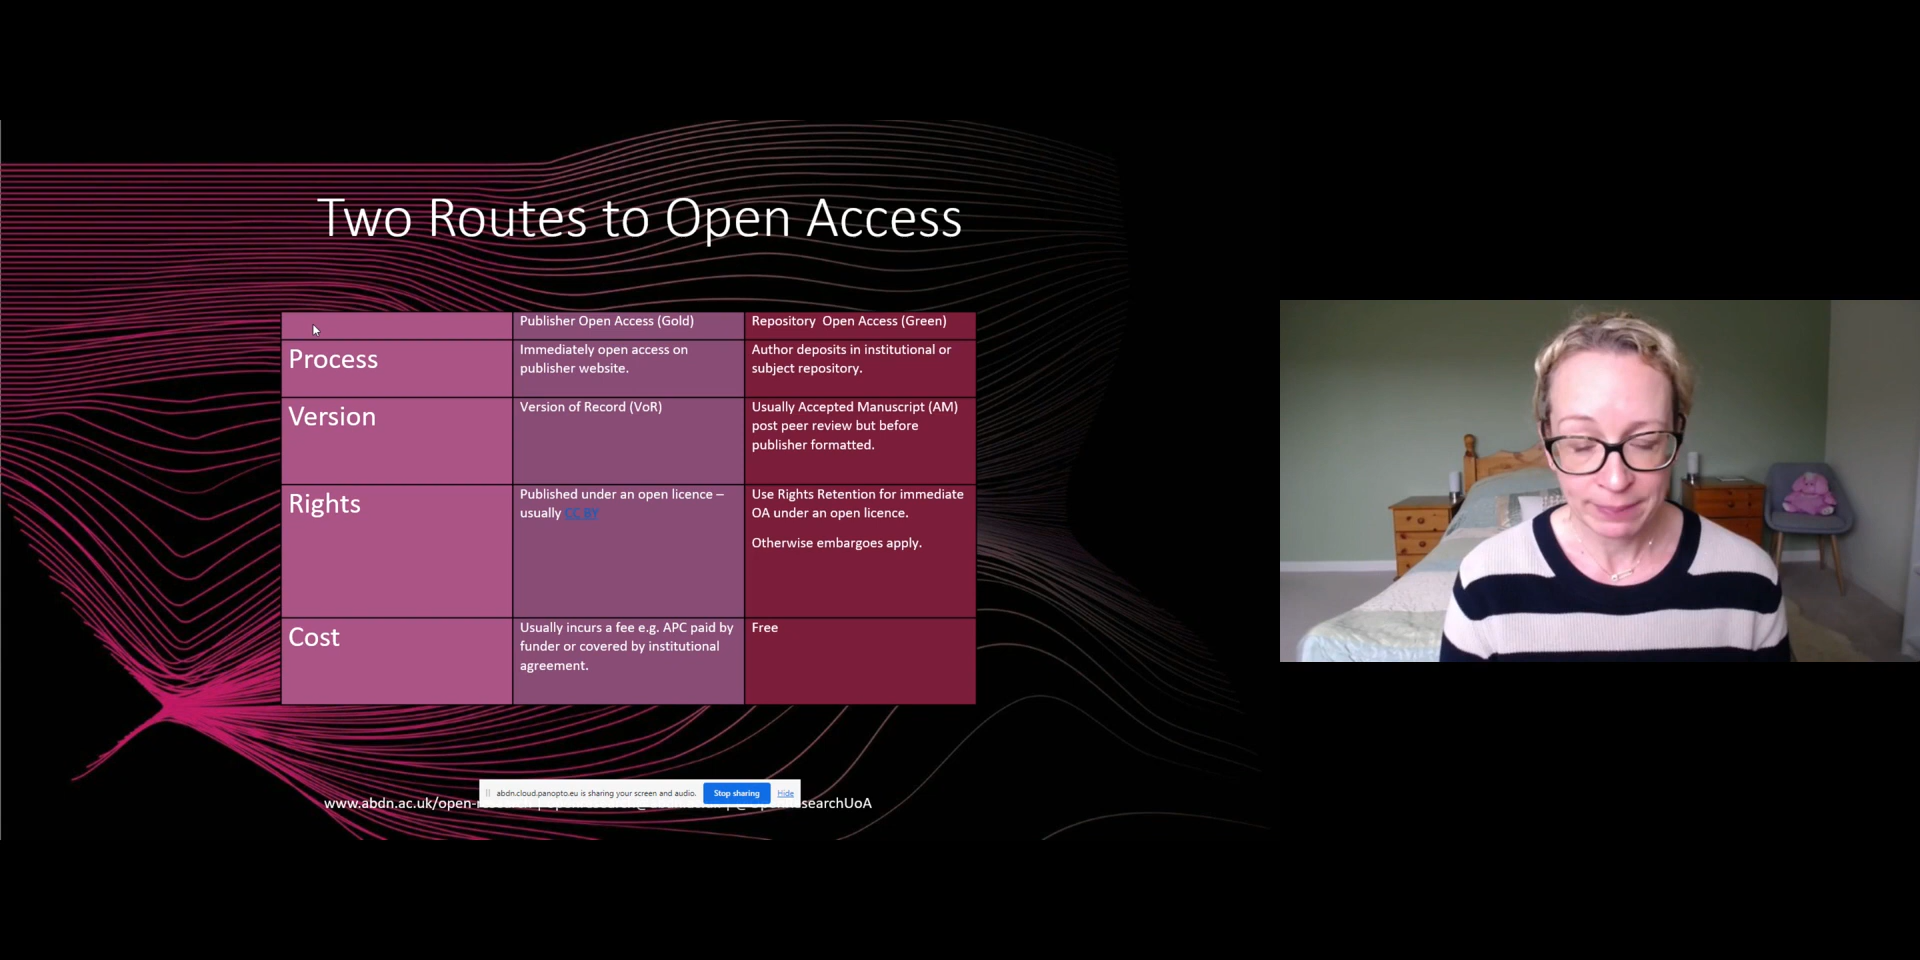 Two Routes to Open Access
Publisher Open Access (Gold)
Repository Open Access (Green)
Process
Immediately open access on
publisher website.
Author deposits in institutional or
subject repository.
Version
Version of Record (VoR)
Usually Accepted Manuscript (AM)
post peer review but before
publisher formatted.
Rights
Published under an open licence –
usually CC BY
Use Rights Retention for immediate
OA under an open licence.
Otherwise embargoes apply.
Cost
Usually incurs a fee e.g. APC paid by
funder or covered by institutional
agreement.
Free
abdn.cloud.panopto.eu is sharing your screen and audio.
Stop sharing
Hide
www.abdn.ac.uk/open-